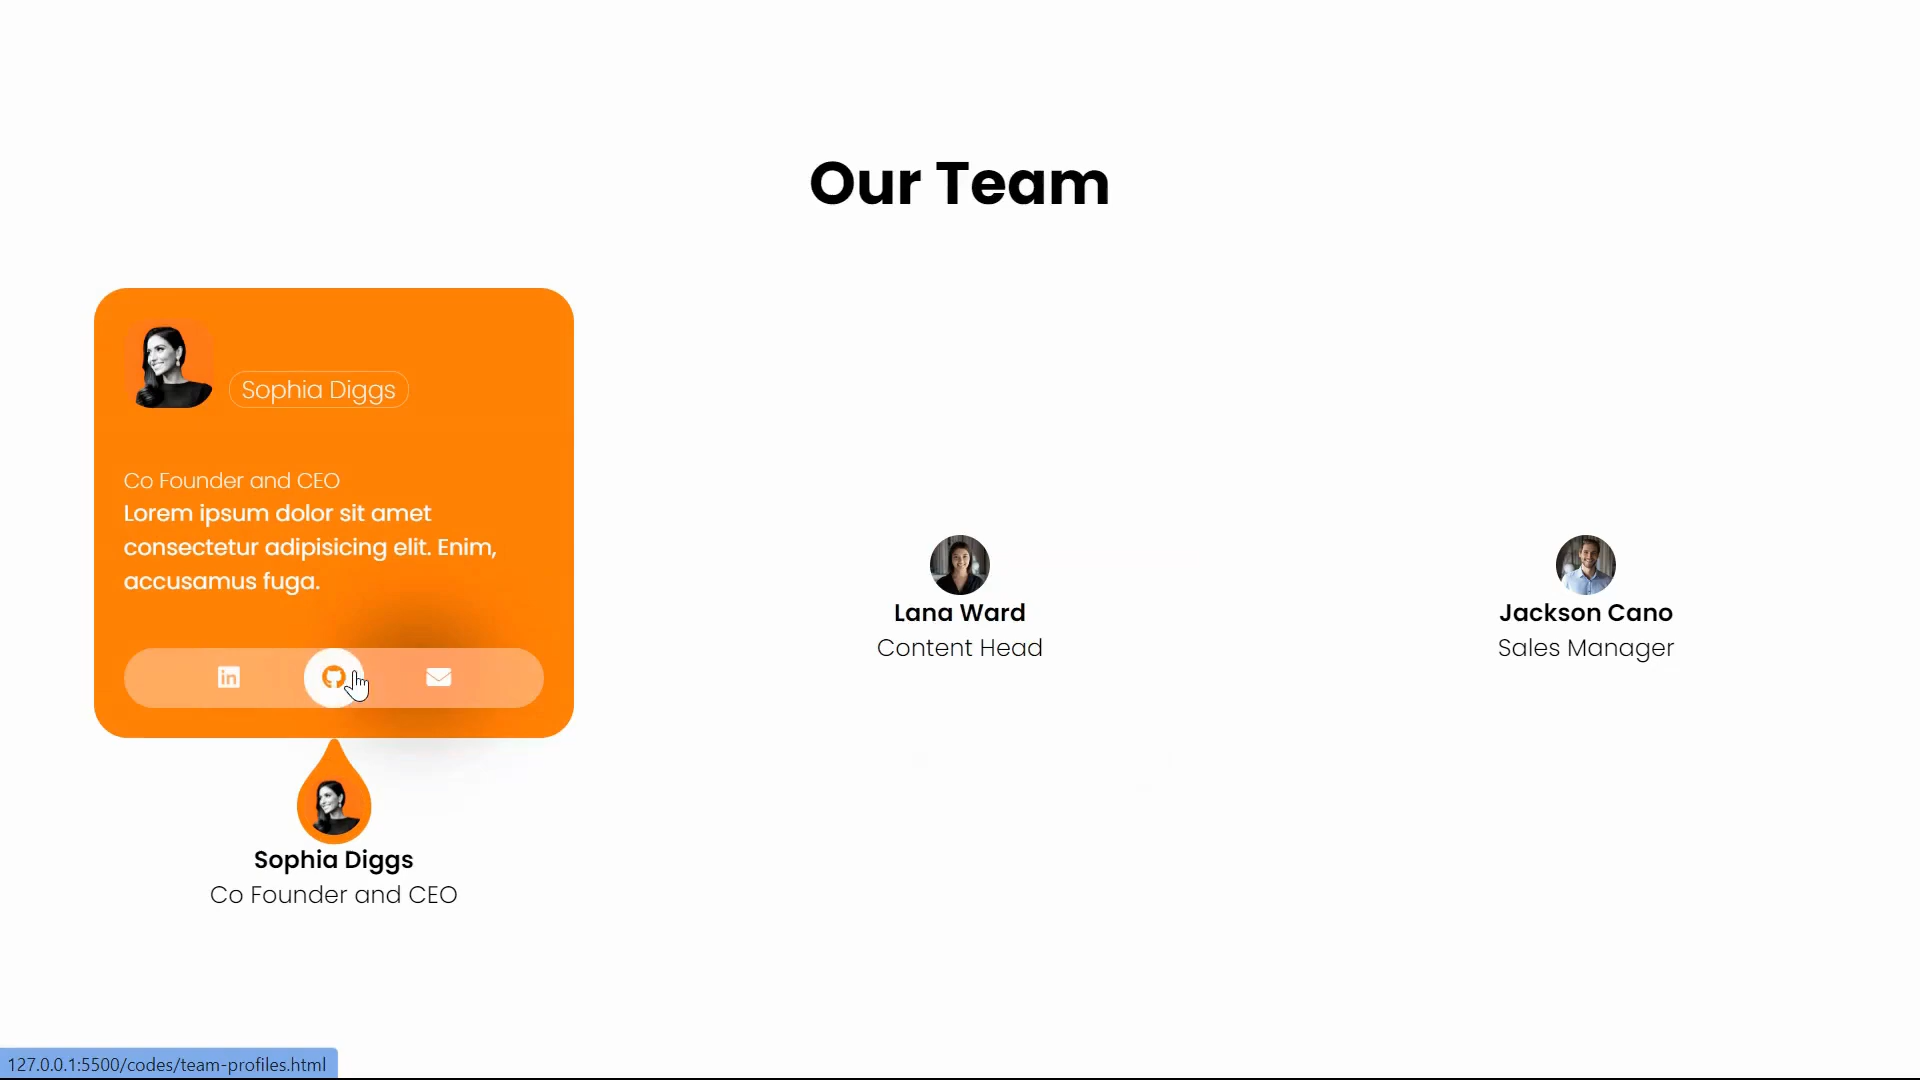 Our Team
Sophia Diggs
Co Founder and CEO
Lorem ipsum dolor sit amet
consectetur adipisicing elit. Enim,
accusamus fuga.
in
Sophia Diggs
Co Founder and CEO
Lana Ward
Content Head
Jackson Cano
Sales Manager
127.0.0.1:5500/codes/team-profiles.html